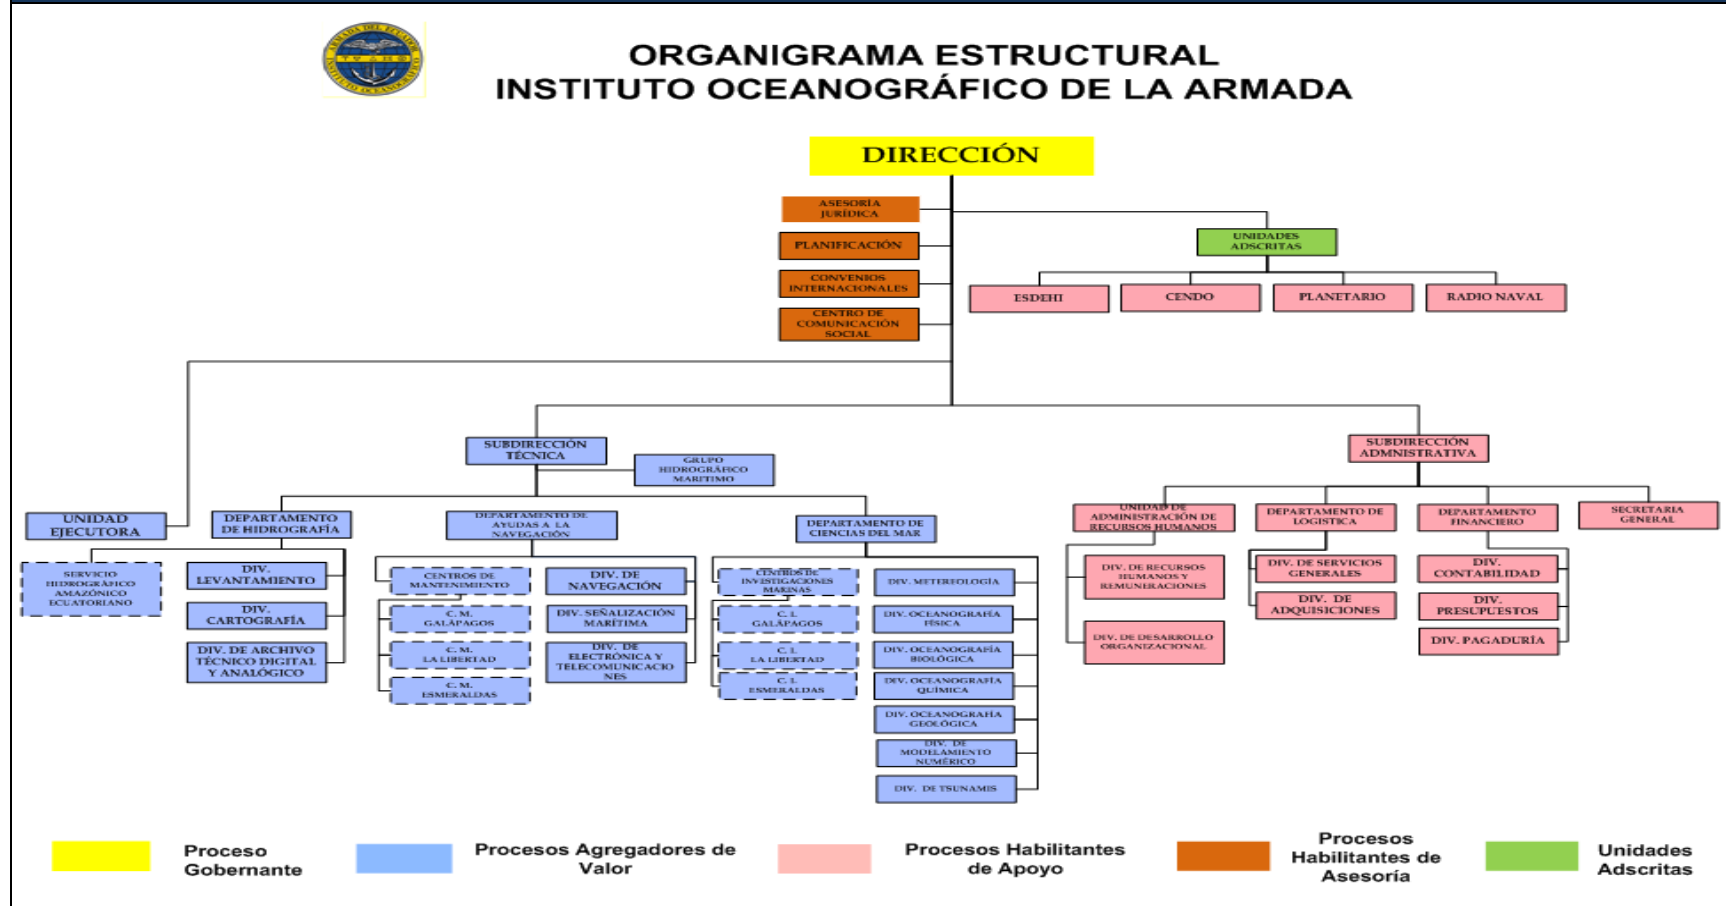 ARMADA DEL ECUADOR
INSTITUTO OCEANOGRÁFICO
ORGANIGRAMA ESTRUCTURAL
INSTITUTO OCEANOGRÁFICO DE LA ARMADA
DIRECCIÓN
ASESORÍA
JURÍDICA
PLANIFICACIÓN
CONVENIOS
INTERNACIONALES
CENTRO DE
COMUNICACIÓN
SOCIAL
UNIDADES
ADSCRITAS
ESDEHI
CENDO
PLANETARIO
RADIO NAVAL
SUBDIRECCIÓN
TÉCNICA
GRUPO
HIDROGRÁFICO
MARITIMO
SUBDIRECCIÓN
ADMNISTRATIVA
UNIDAD
EJECUTORA
SERVICIO
HIDROGRÁFICO
AMAZÓNICO
ECUATORIANO
DEPARTAMENTO
DE HIDROGRAFÍA
DIV.
LEVANTAMIENTO
DIV.
CARTOGRAFÍA
DIV. DE ARCHIVO
TÉCNICO DIGITAL
Y ANALÓGICO
DEPARTAMENTO DE
AYUDAS A LA
NAVEGACIÓN
CENTROS DE
MANTENIMIENTO
C. M.
GALÁPAGOS
C. M.
LA LIBERTAD
C. M.
ESMERALDAS
DIV. DE
NAVEGACIÓN
DIV. SEÑALIZACIÓN
MARÍTIMA
DIV. DE
ELECTRÓNICA Y
TELECOMUNICACIO
NES
DEPARTAMENTO DE
CIENCIAS DEL MAR
CENTROS DE
INVESTIGACIONES
MARINAS
C. I.
GALÁPAGOS
C. I.
LA LIBERTAD
C. I.
ESMERALDAS
DIV. METEREOLOGÍA
DIV. OCEANOGRAFÍA
FÍSICA
DIV. OCEANOGRAFÍA
BIOLÓGICA
DIV. OCEANOGRAFÍA
QUÍMICA
DIV. OCEANOGRAFÍA
GEOLÓGICA
DIV. DE
MODELAMIENTO
NUMÉRICO
DIV. DE TSUNAMIS
UNIDAD DE
ADMINISTRACIÓN DE
RECURSOS HUMANOS
DIV. DE RECURSOS
HUMANOS Y
REMUNERACIONES
DIV. DE DESARROLLO
ORGANIZACIONAL
DEPARTAMENTO DE
LOGISTICA
DIV. DE SERVICIOS
GENERALES
DIV. DE
ADQUISICIONES
DEPARTAMENTO
FINANCIERO
DIV.
CONTABILIDAD
DIV.
PRESUPUESTOS
DIV. PAGADURÍA
SECRETARIA
GENERAL
Proceso
Gobernante
Procesos Agregadores de
Valor
Procesos Habilitantes
de Apoyo
Procesos
Habilitantes de
Asesoría
Unidades
Adscritas